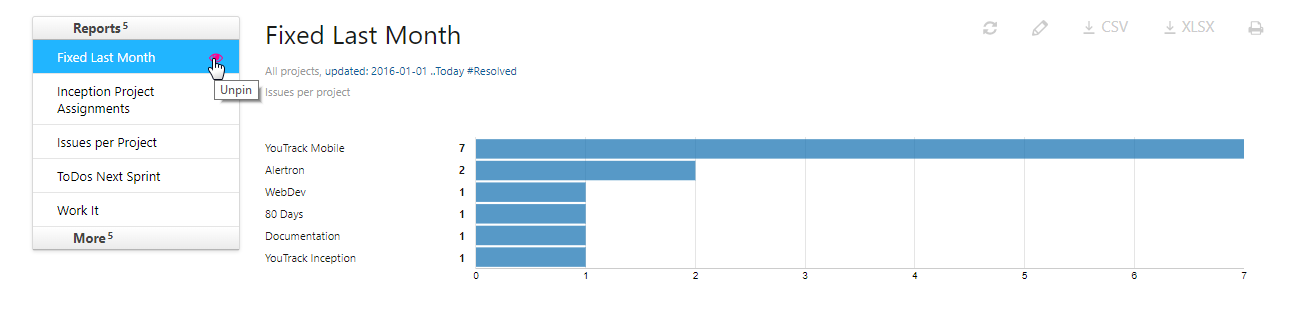 Reports 5
Fixed Last Month
Unpin
Inception Project
Assignments
Issues per Project
ToDos Next Sprint
Work It
More 5
Fixed Last Month
CSV
XLSX
All projects, updated: 2016-01-01 ..Today #Resolved
Issues per project
YouTrack Mobile 7
Alertron 2
WebDev 1
80 Days 1
Documentation 1
YouTrack Inception 1
0 1 2 3 4 5 6 7